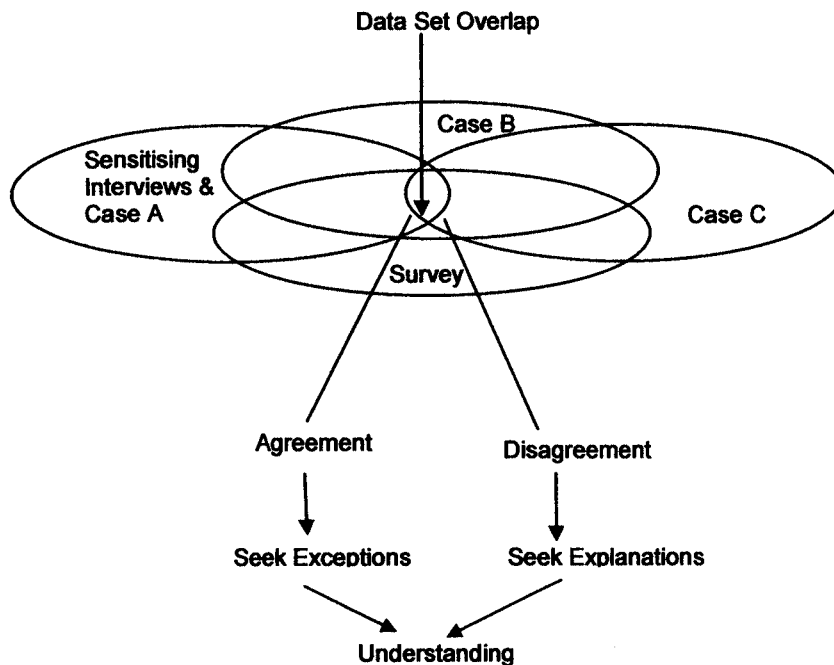 Data Set Overlap
Case B
Sensitising
Interviews &
Case A
Case C
Survey
Agreement
Disagreement
Seek Exceptions
Seek Explanations
Understanding